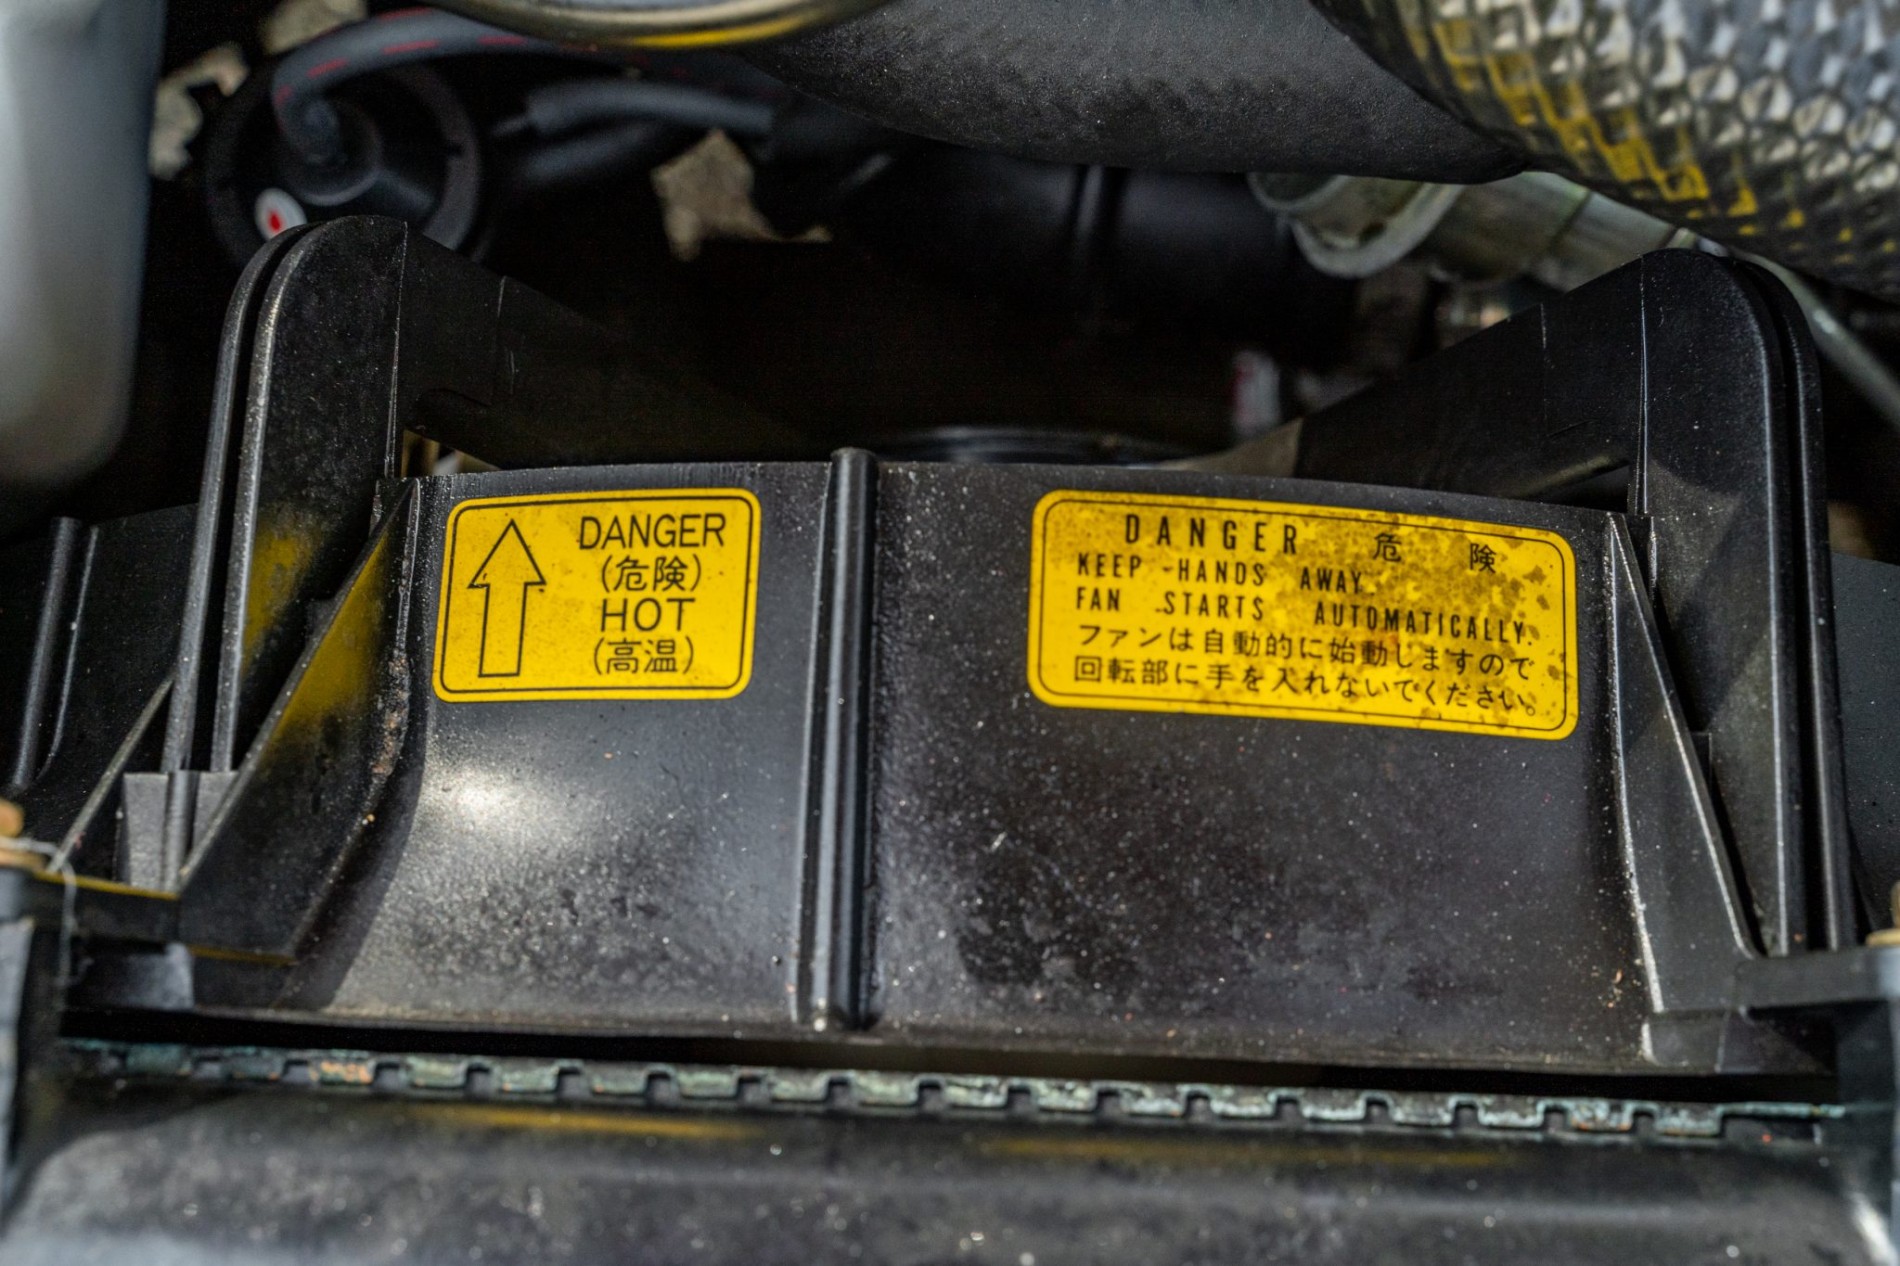 DANGER
(危険)
HOT
(高温)
DANGER 危 険
KEEP HANDS AWAY.
FAN STARTS AUTOMATICALLY.
ファンは自動的に始動しますので
回転部に手を入れないでください。